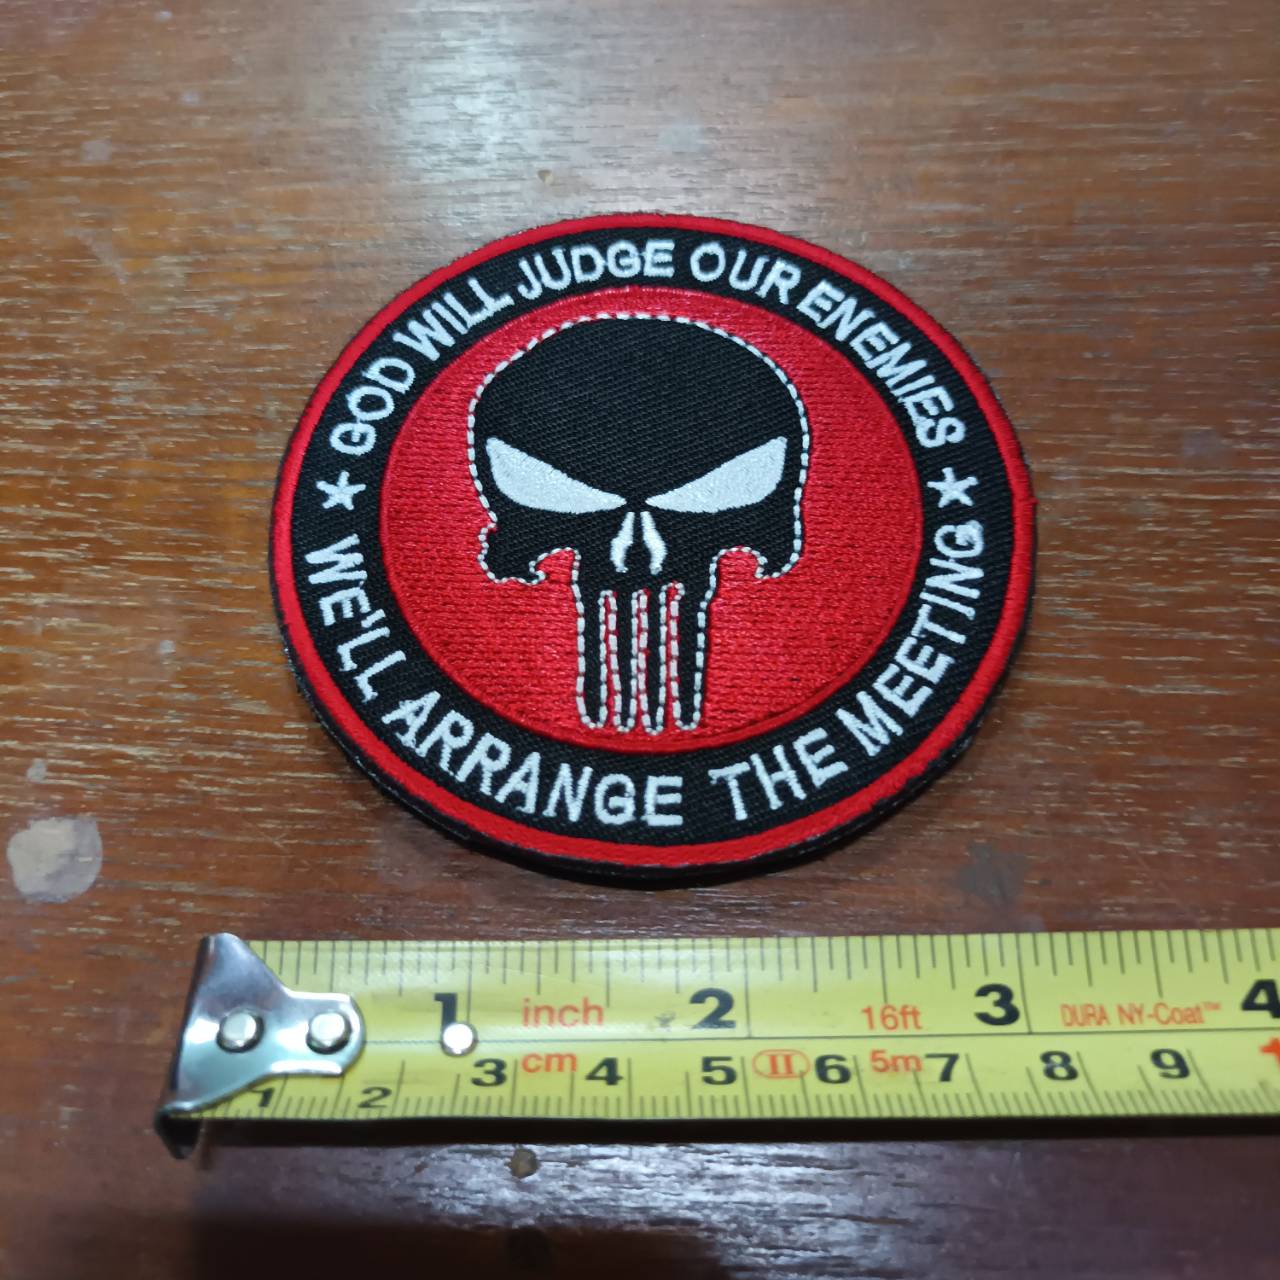 GOD WILL JUDGE OUR ENEMIES
WE'LL ARRANGE THE MEETING
1 inch 2 16ft 3 DURA NY-Coat™ 4
1 2 3 cm 4 5 II 6 5m 7 8 9